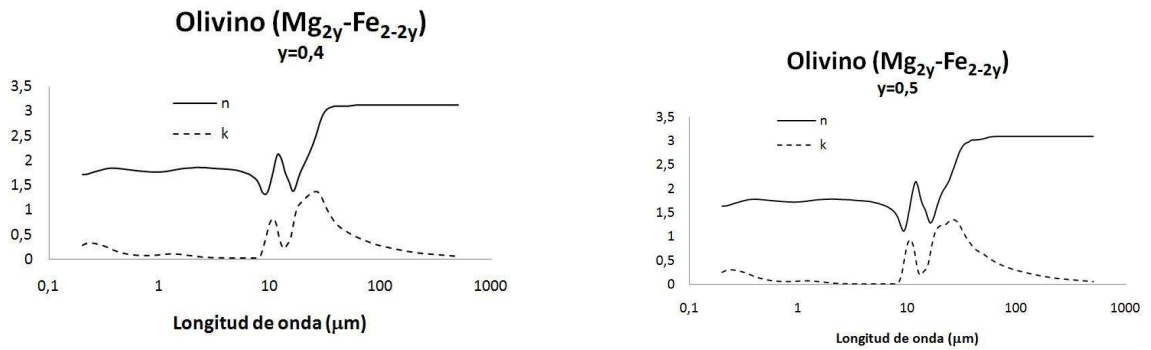 Olivino (Mg2y-Fe2-2y)
y=0,4
3,5
3
2,5
2
1,5
1
0,5
0
n
k
0,1 1 10 100 1000
Longitud de onda (μm)
Olivino (Mg2y-Fe2-2y)
y=0,5
3,5
3
2,5
2
1,5
1
0,5
0
n
k
0,1 1 10 100 1000
Longitud de onda (μm)